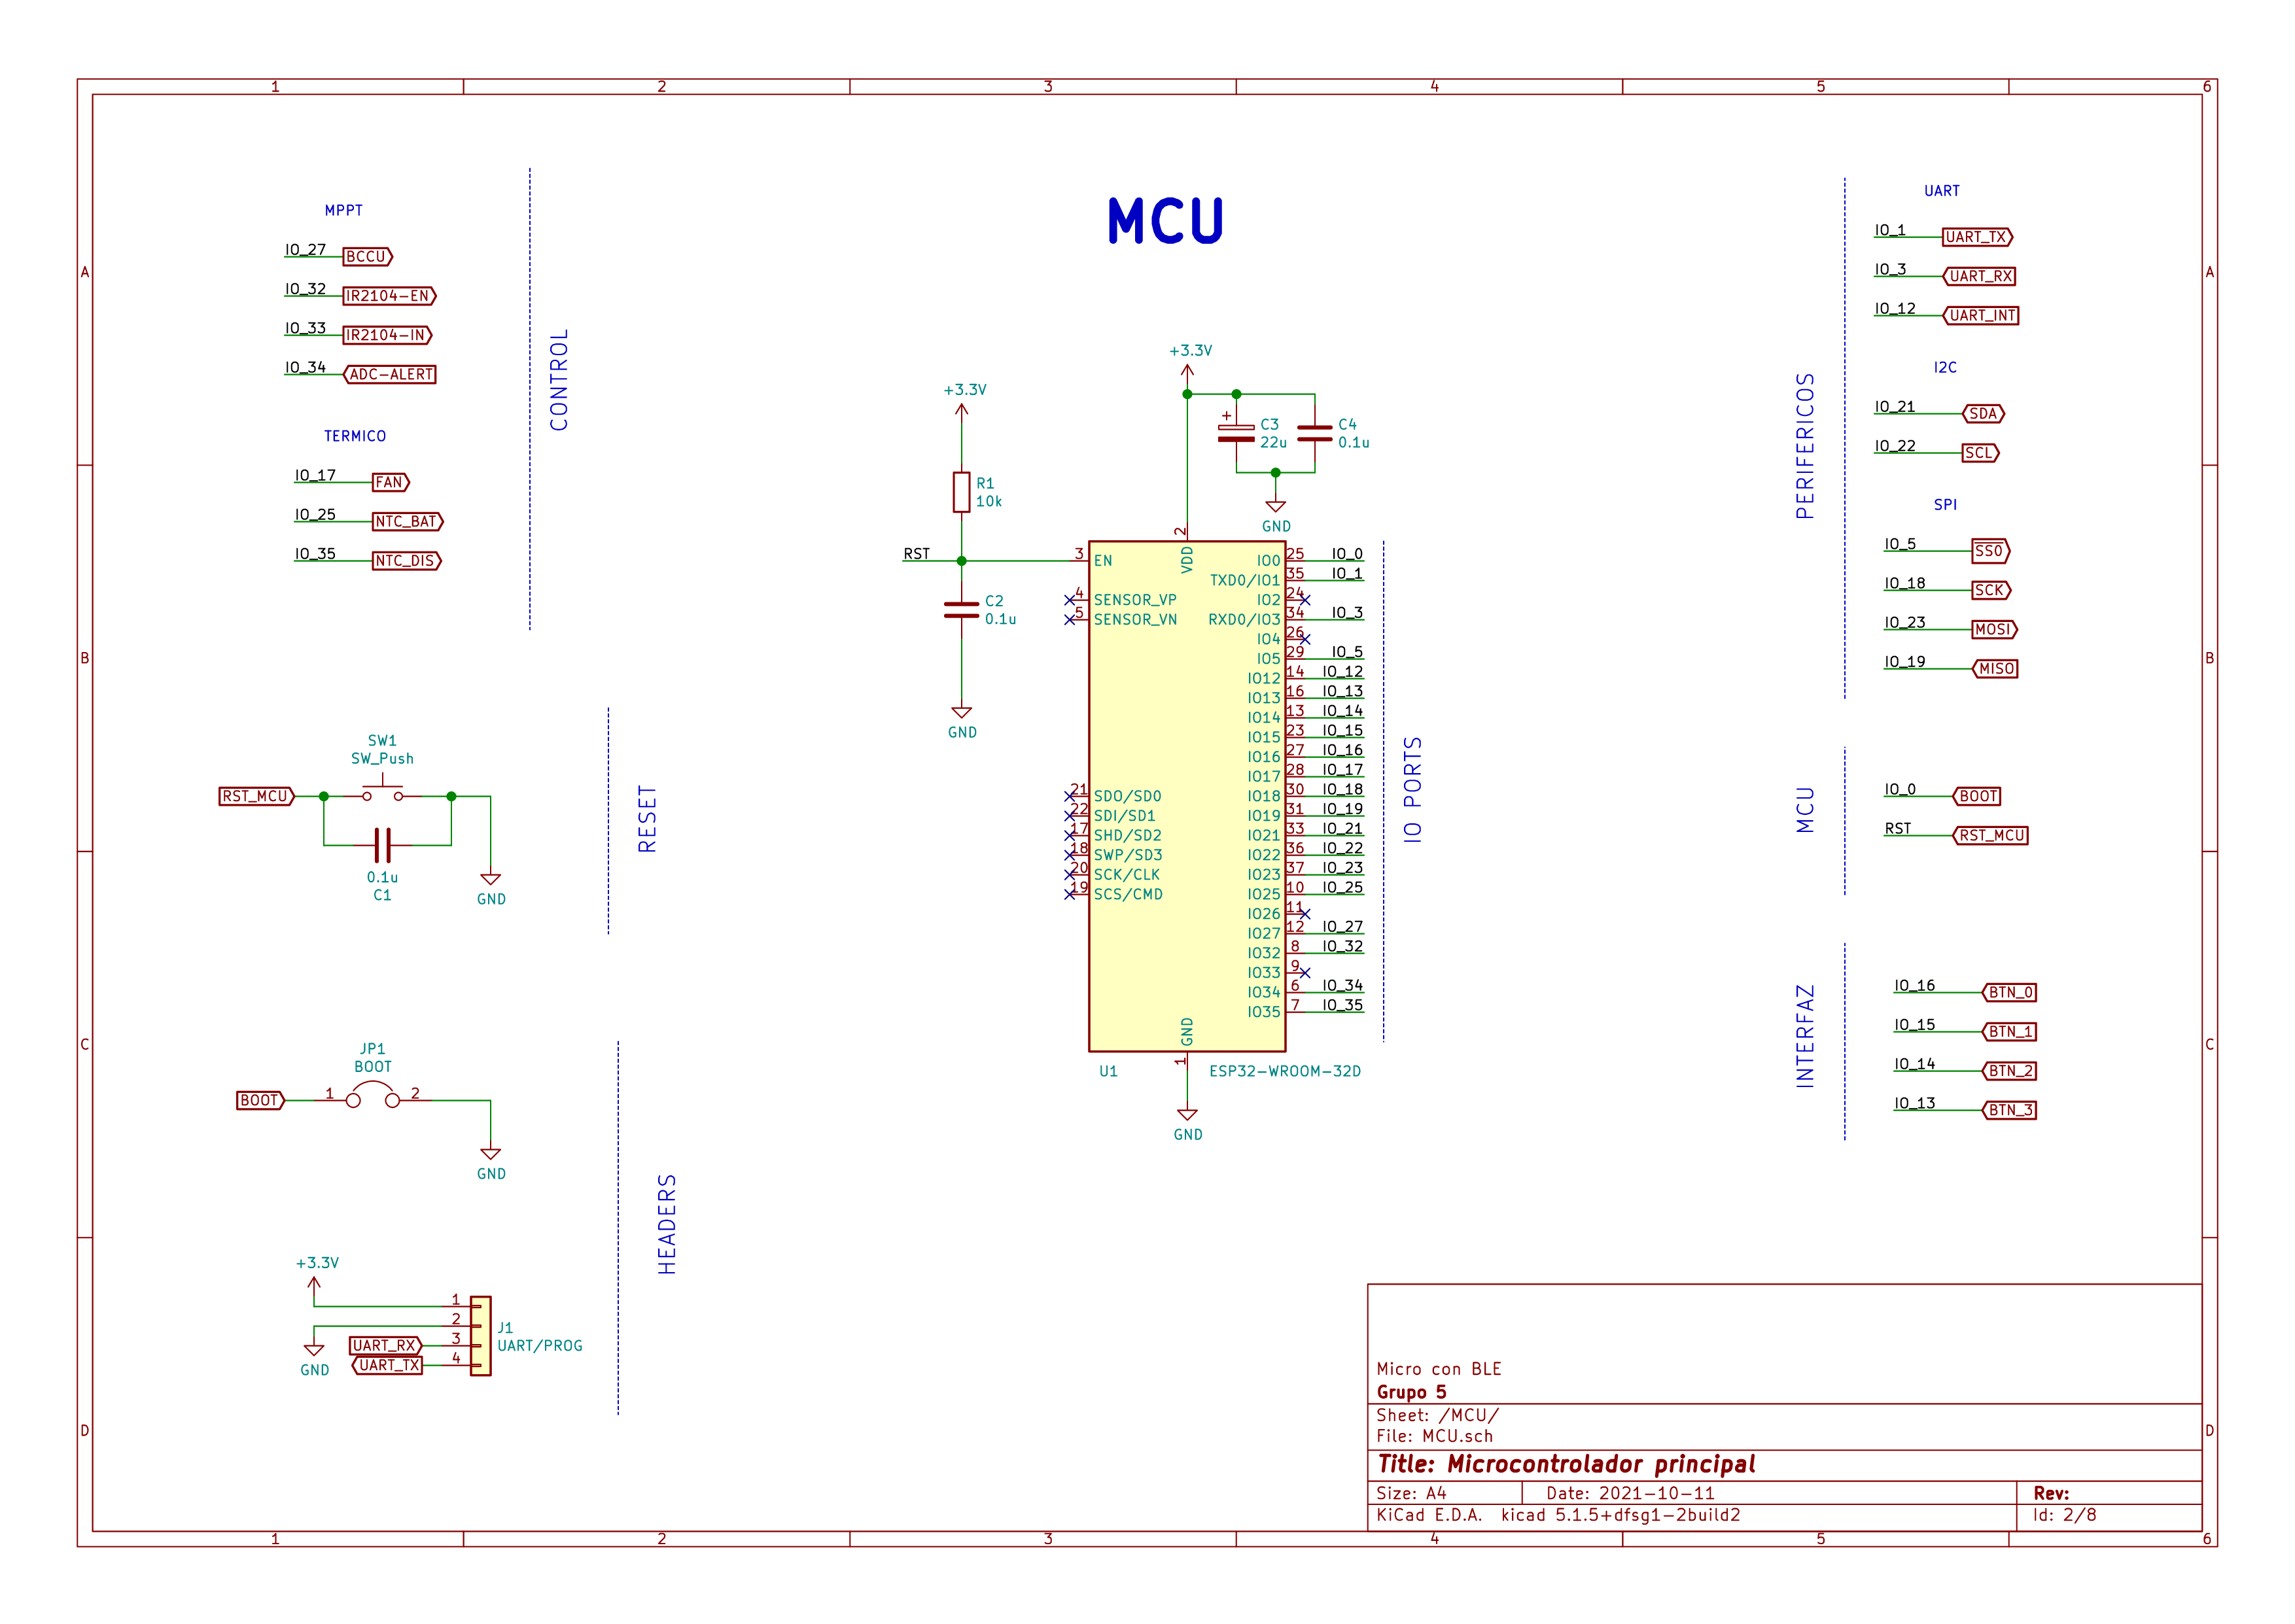 1 2 3 4 5 6
A
B
C
D
A
B
C
D
MCU
MPPT
IO_27 BCCU
IO_32 IR2104-EN
IO_33 IR2104-IN
IO_34 ADC-ALERT
TERMICO
IO_17 FAN
IO_25 NTC_BAT
IO_35 NTC_DIS
CONTROL
SW1
SW_Push
RST_MCU
0.1u
C1
GND
RESET
JP1
BOOT
BOOT 1 2
GND
+3.3V
1
2
UART_RX 3
UART_TX 4
GND
J1
UART/PROG
HEADERS
+3.3V
R1
10k
RST
C2
0.1u
GND
+3.3V
C3
22u
C4
0.1u
GND
2
VDD
3 EN
4 SENSOR_VP
5 SENSOR_VN
21 SDO/SD0
22 SDI/SD1
17 SHD/SD2
18 SWP/SD3
20 SCK/CLK
19 SCS/CMD
IO0 25 IO_0
TXD0/IO1 35 IO_1
IO2 24
RXD0/IO3 34 IO_3
IO4 26
IO5 29 IO_5
IO12 14 IO_12
IO13 16 IO_13
IO14 13 IO_14
IO15 23 IO_15
IO16 27 IO_16
IO17 28 IO_17
IO18 30 IO_18
IO19 31 IO_19
IO21 33 IO_21
IO22 36 IO_22
IO23 37 IO_23
IO25 10 IO_25
IO26 11
IO27 12 IO_27
IO32 8 IO_32
IO33 9
IO34 6 IO_34
IO35 7 IO_35
GND
1
U1 ESP32-WROOM-32D
GND
IO PORTS
UART
IO_1 UART_TX
IO_3 UART_RX
IO_12 UART_INT
I2C
IO_21 SDA
IO_22 SCL
SPI
IO_5 SS0
IO_18 SCK
IO_23 MOSI
IO_19 MISO
PERIFERICOS
IO_0 BOOT
RST RST_MCU
MCU
IO_16 BTN_0
IO_15 BTN_1
IO_14 BTN_2
IO_13 BTN_3
INTERFAZ
Micro con BLE
Grupo 5
Sheet: /MCU/
File: MCU.sch
Title: Microcontrolador principal
Size: A4 Date: 2021-10-11 Rev:
KiCad E.D.A. kicad 5.1.5+dfsg1-2build2 Id: 2/8
1 2 3 4 5 6